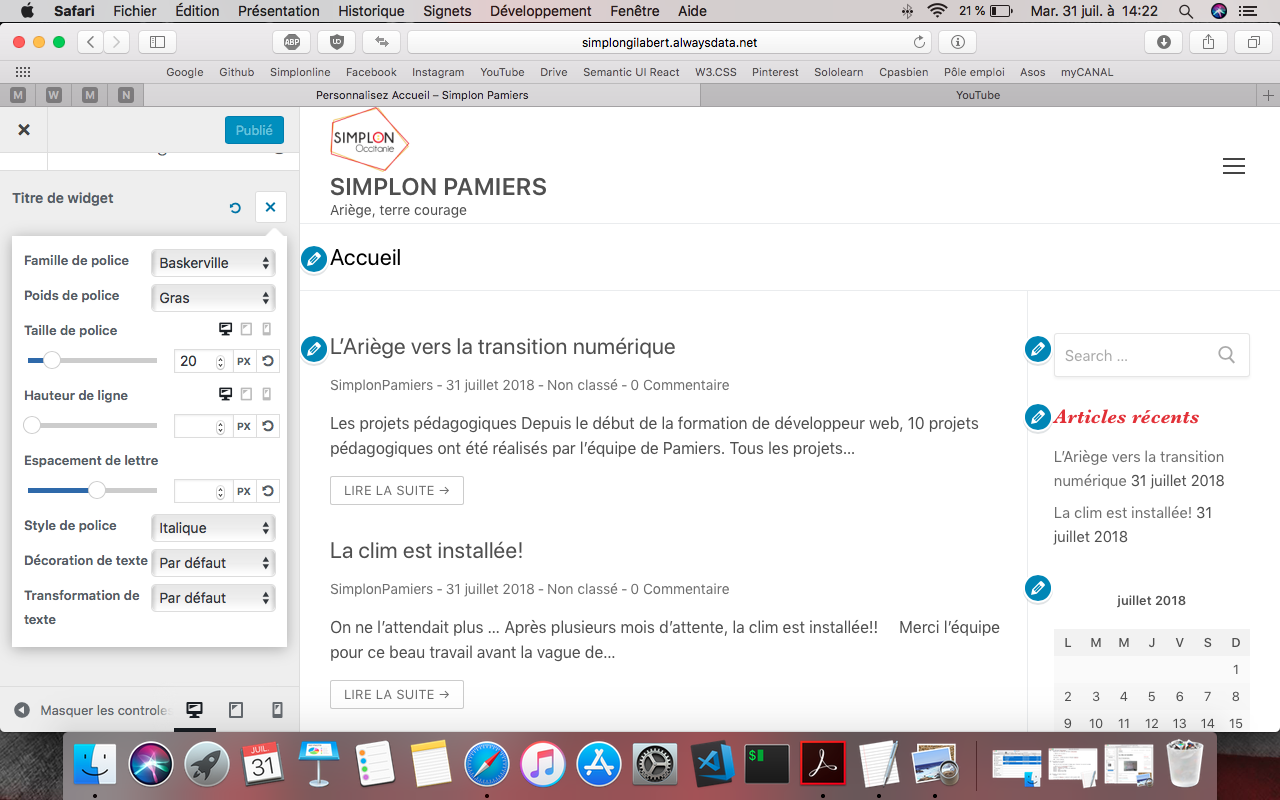 Safari Fichier Édition Présentation Historique Signets Développement Fenêtre Aide 21 % Mar. 31 juil. à 14:22
ABP UD simplongilabert.alwaysdata.net
Google Github Simplonline Facebook Instagram YouTube Drive Semantic UI React W3.CSS Pinterest Sololearn Cpasbien Pôle emploi Asos myCANAL
M W M N Personnalisez Accueil – Simplon Pamiers YouTube
Publié
Titre de widget
Famille de police Baskerville
Poids de police Gras
Taille de police
20 PX
Hauteur de ligne
PX
Espacement de lettre
PX
Style de police Italique
Décoration de texte Par défaut
Transformation de texte Par défaut
Masquer les controles
SIMPLON
Occitanie
SIMPLON PAMIERS
Ariège, terre courage
Accueil
L’Ariège vers la transition numérique
SimplonPamiers - 31 juillet 2018 - Non classé - 0 Commentaire
Les projets pédagogiques Depuis le début de la formation de développeur web, 10 projets
pédagogiques ont été réalisés par l’équipe de Pamiers. Tous les projets…
LIRE LA SUITE →
La clim est installée!
SimplonPamiers - 31 juillet 2018 - Non classé - 0 Commentaire
On ne l’attendait plus … Après plusieurs mois d’attente, la clim est installée!! Merci l’équipe
pour ce beau travail avant la vague de…
LIRE LA SUITE →
Search …
Articles récents
L’Ariège vers la transition
numérique 31 juillet 2018
La clim est installée! 31
juillet 2018
juillet 2018
L M M J V S D
1
2 3 4 5 6 7 8
9 10 11 12 13 14 15
JUIL.
31
$